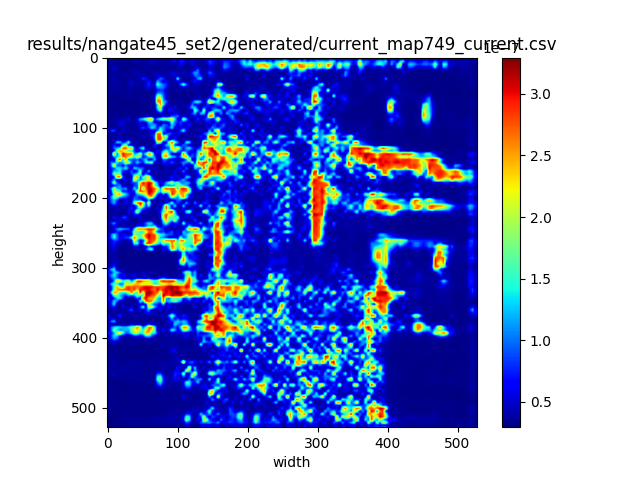 results/nangate45_set2/generated/current_map749_current.csv
1e−7
0
100
200
300
400
500
height
0 100 200 300 400 500
width
3.0
2.5
2.0
1.5
1.0
0.5